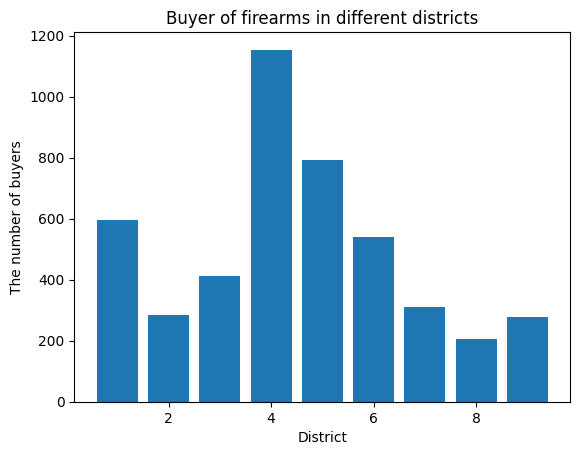 Buyer of firearms in different districts
1200
1000
800
600
400
200
0
The number of buyers
2 4 6 8
District